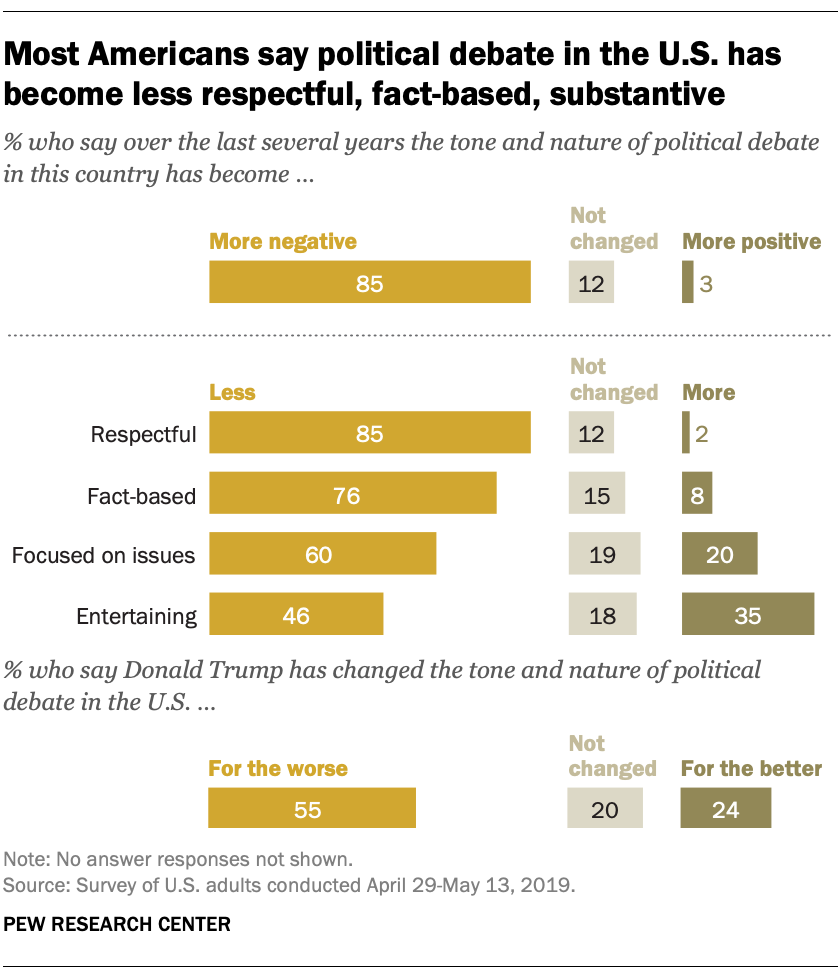 Most Americans say political debate in the U.S. has
become less respectful, fact-based, substantive
% who say over the last several years the tone and nature of political debate
in this country has become ...
More negative
Not
changed
More positive
85
12
3
Less
Not
changed
More
Respectful
85
12
2
Fact-based
76
15
8
Focused on issues
60
19
20
Entertaining
46
18
35
% who say Donald Trump has changed the tone and nature of political
debate in the U.S. ...
For the worse
Not
changed
For the better
55
20
24
Note: No answer responses not shown.
Source: Survey of U.S. adults conducted April 29-May 13, 2019.
PEW RESEARCH CENTER